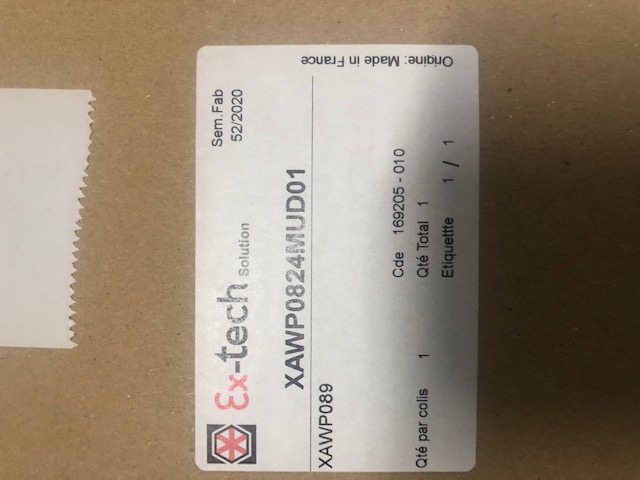 Ex-tech Solution
Sem.Fab
52/2020
XAWP0824MUD01
XAWP089
Cde 169205 - 010
Qté par colis 1
Qté Total 1
Etiquettte 1 / 1
Origine: Made in France